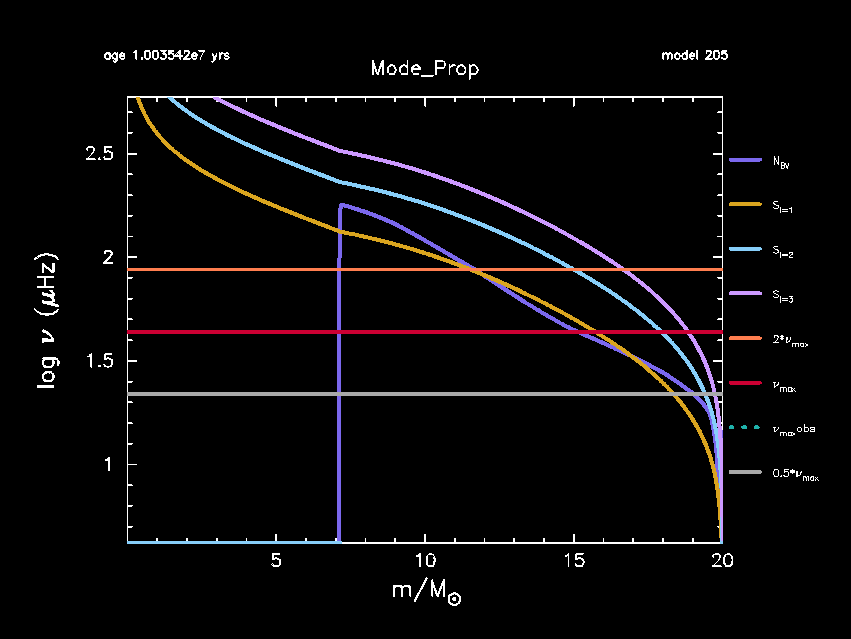 age 1.003542e7 yrs
model 205
Mode_Prop
log ν (μHz)
2.5
2
1.5
1
5
10
15
20
m/M⊙
N_BV
S_l=1
S_l=2
S_l=3
2*ν_max
ν_max
ν_max obs
0.5*ν_max